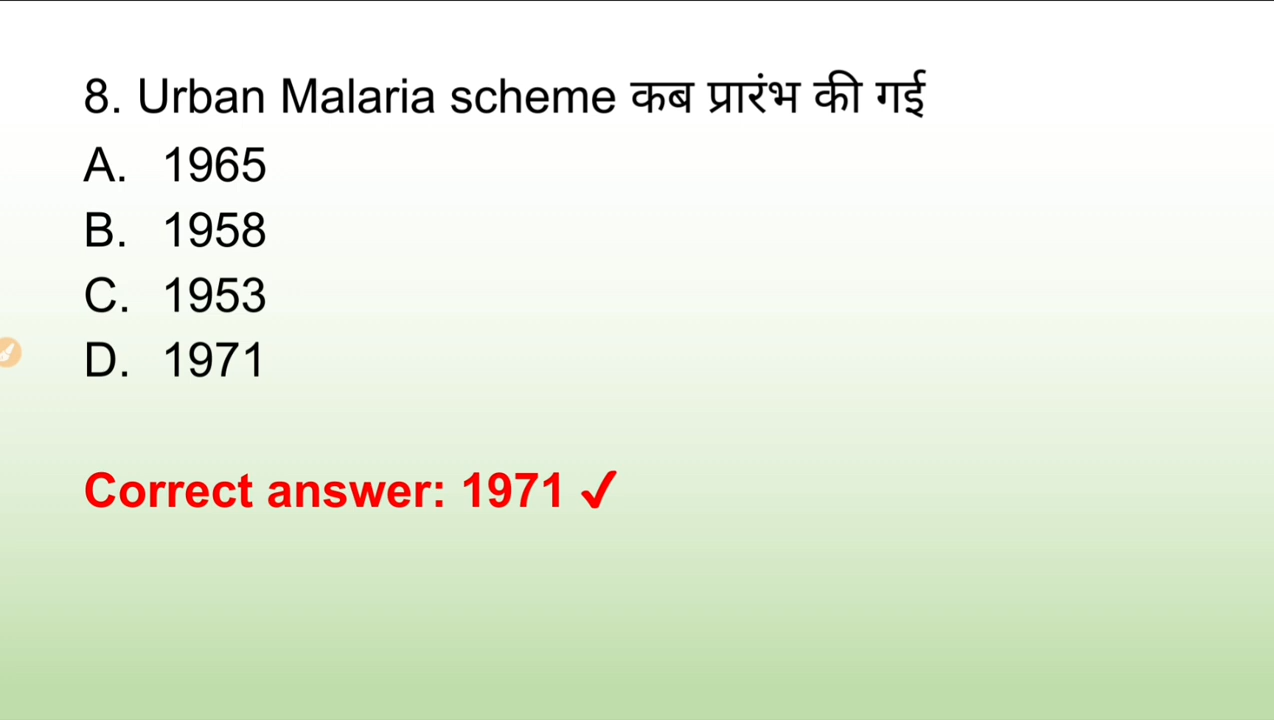 8. Urban Malaria scheme कब प्रारंभ की गई
A. 1965
B. 1958
C. 1953
D. 1971
Correct answer: 1971 ✓